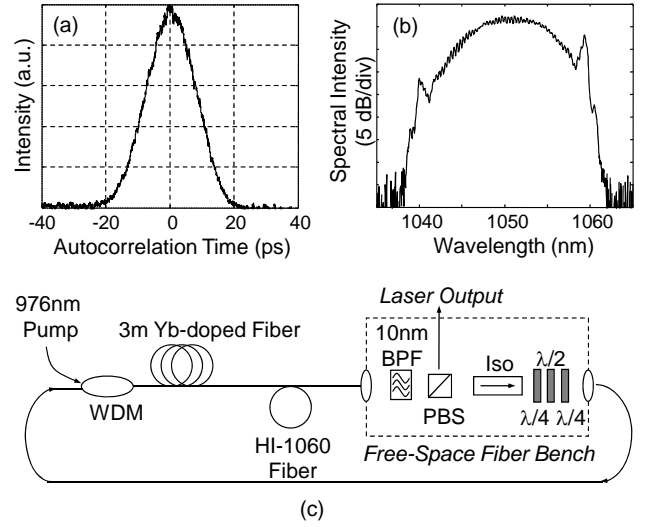 (a)
Intensity (a.u.)
-40 -20 0 20 40
Autocorrelation Time (ps)
(b)
Spectral Intensity
(5 dB/div)
1040 1050 1060
Wavelength (nm)
976nm
Pump
3m Yb-doped Fiber
WDM
HI-1060
Fiber
Laser Output
10nm
BPF
PBS
Iso
λ/2
λ/4 λ/4
Free-Space Fiber Bench
(c)